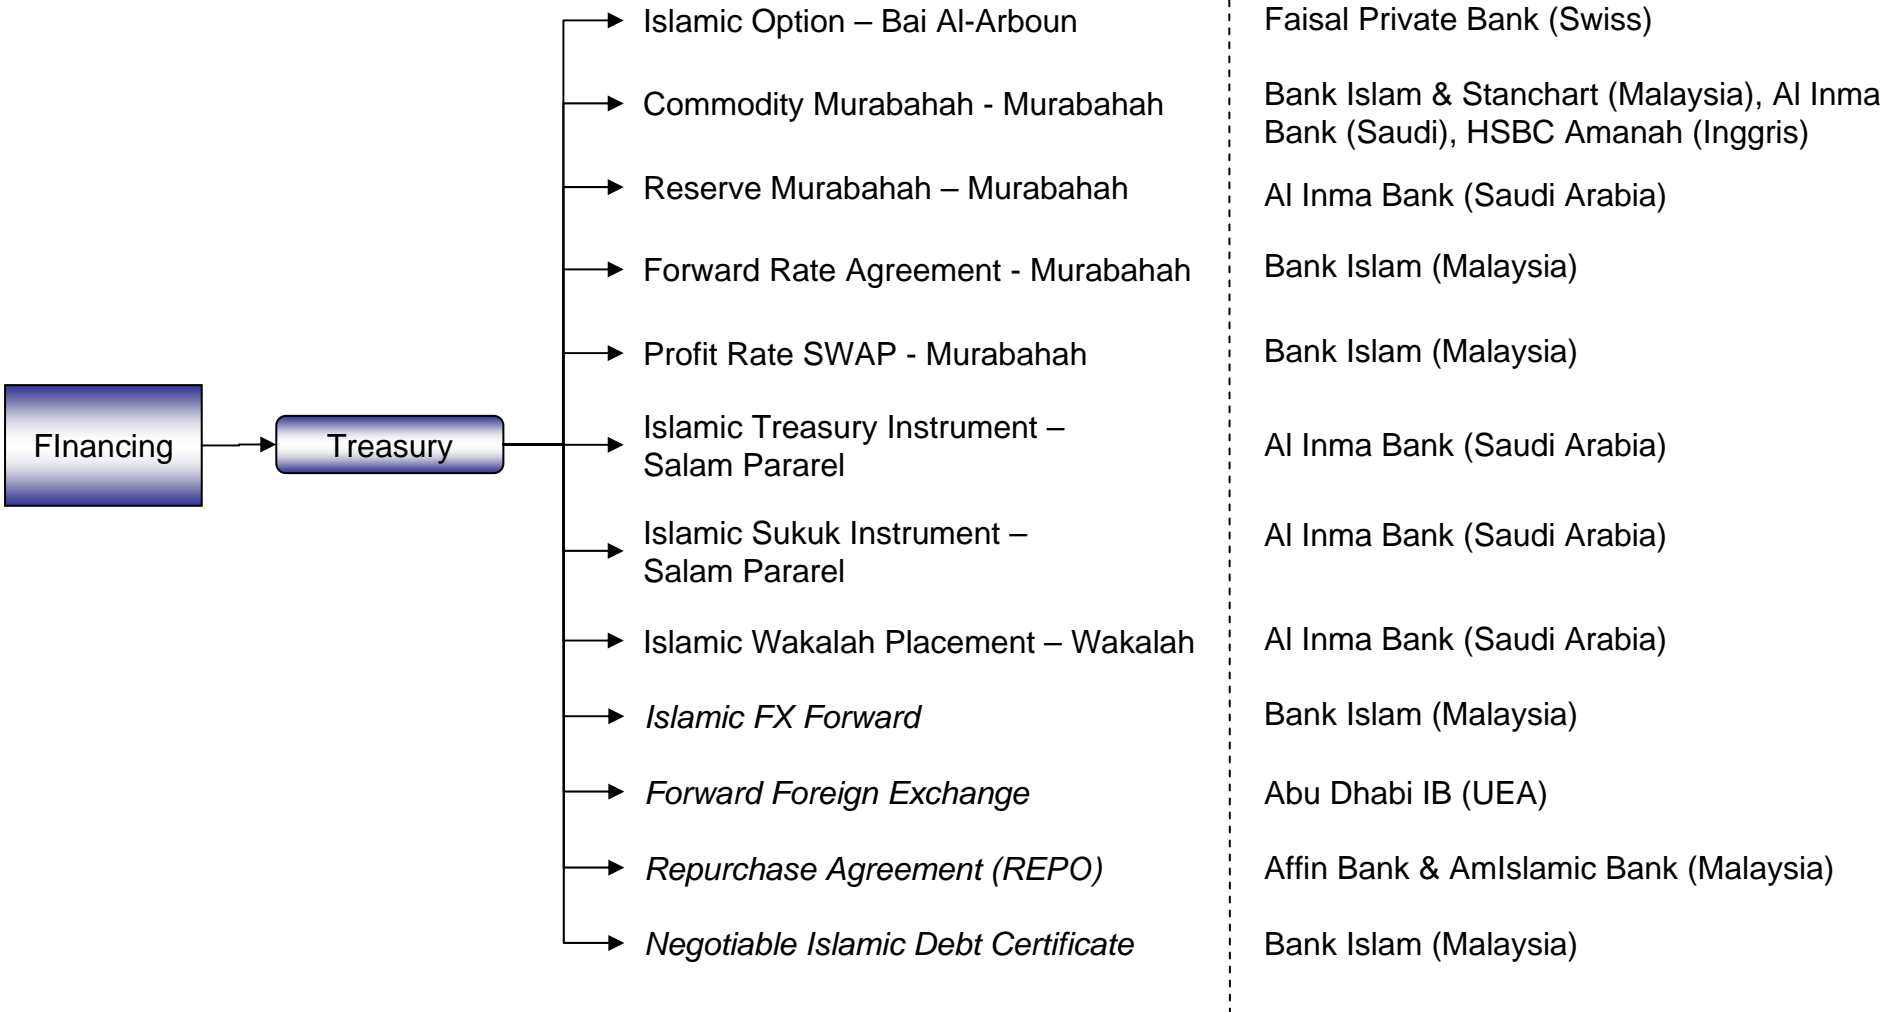 Islamic Option – Bai Al-Arboun
Faisal Private Bank (Swiss)
Commodity Murabahah - Murabahah
Bank Islam & Stanchart (Malaysia), Al Inma
Bank (Saudi), HSBC Amanah (Inggris)
Reserve Murabahah – Murabahah
Al Inma Bank (Saudi Arabia)
Forward Rate Agreement - Murabahah
Bank Islam (Malaysia)
Profit Rate SWAP - Murabahah
Bank Islam (Malaysia)
FInancing
Treasury
Islamic Treasury Instrument –
Salam Pararel
Al Inma Bank (Saudi Arabia)
Islamic Sukuk Instrument –
Salam Pararel
Al Inma Bank (Saudi Arabia)
Islamic Wakalah Placement – Wakalah
Al Inma Bank (Saudi Arabia)
Islamic FX Forward
Bank Islam (Malaysia)
Forward Foreign Exchange
Abu Dhabi IB (UEA)
Repurchase Agreement (REPO)
Affin Bank & AmIslamic Bank (Malaysia)
Negotiable Islamic Debt Certificate
Bank Islam (Malaysia)